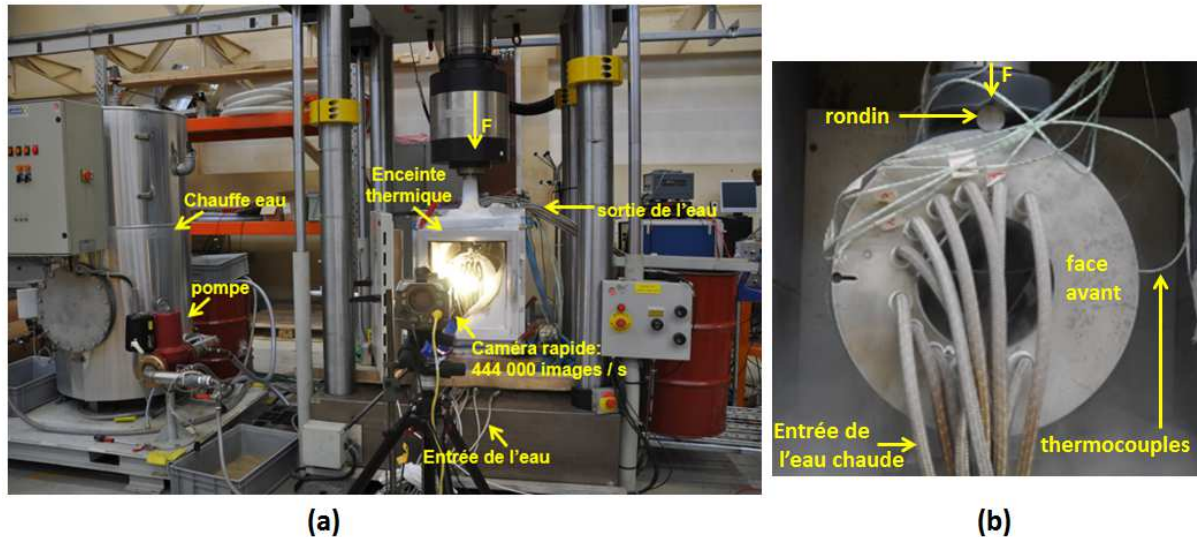 F
Enceinte
thermique
Chauffe eau
sortie de l'eau
pompe
Caméra rapide:
444 000 images / s
Entrée de l'eau
(a)
F
rondin
face
avant
Entrée de
l'eau chaude
thermocouples
(b)